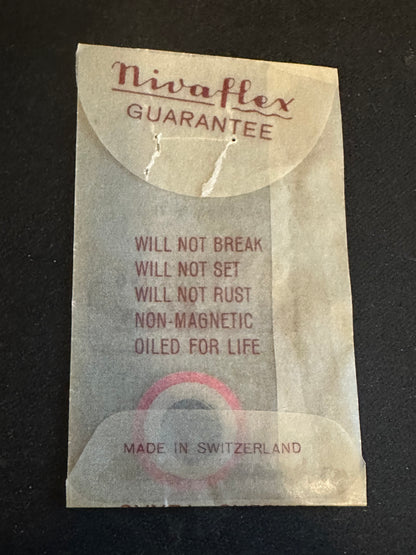 Nivaflex
GUARANTEE
WILL NOT BREAK
WILL NOT SET
WILL NOT RUST
NON-MAGNETIC
OILED FOR LIFE
MADE IN SWITZERLAND